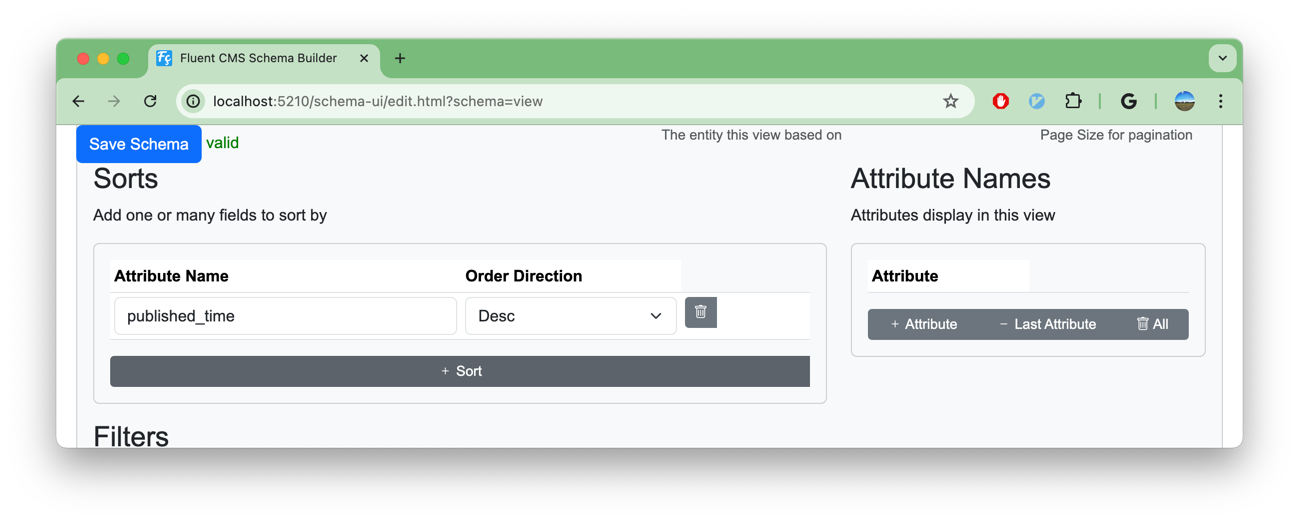 Fluent CMS Schema Builder
localhost:5210/schema-ui/edit.html?schema=view
Save Schema valid
The entity this view based on
Page Size for pagination
Sorts
Add one or many fields to sort by
Attribute Name Order Direction
published_time Desc
+ Sort
Filters
Attribute Names
Attributes display in this view
Attribute
+ Attribute − Last Attribute All